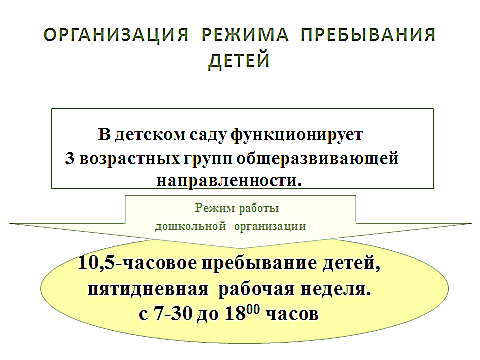 ОРГАНИЗАЦИЯ РЕЖИМА ПРЕБЫВАНИЯ
ДЕТЕЙ
В детском саду функционирует
3 возрастных групп общеразвивающей
направленности.
Режим работы
дошкольной организации
10,5-часовое пребывание детей,
пятидневная рабочая неделя.
с 7-30 до 18⁰⁰ часов